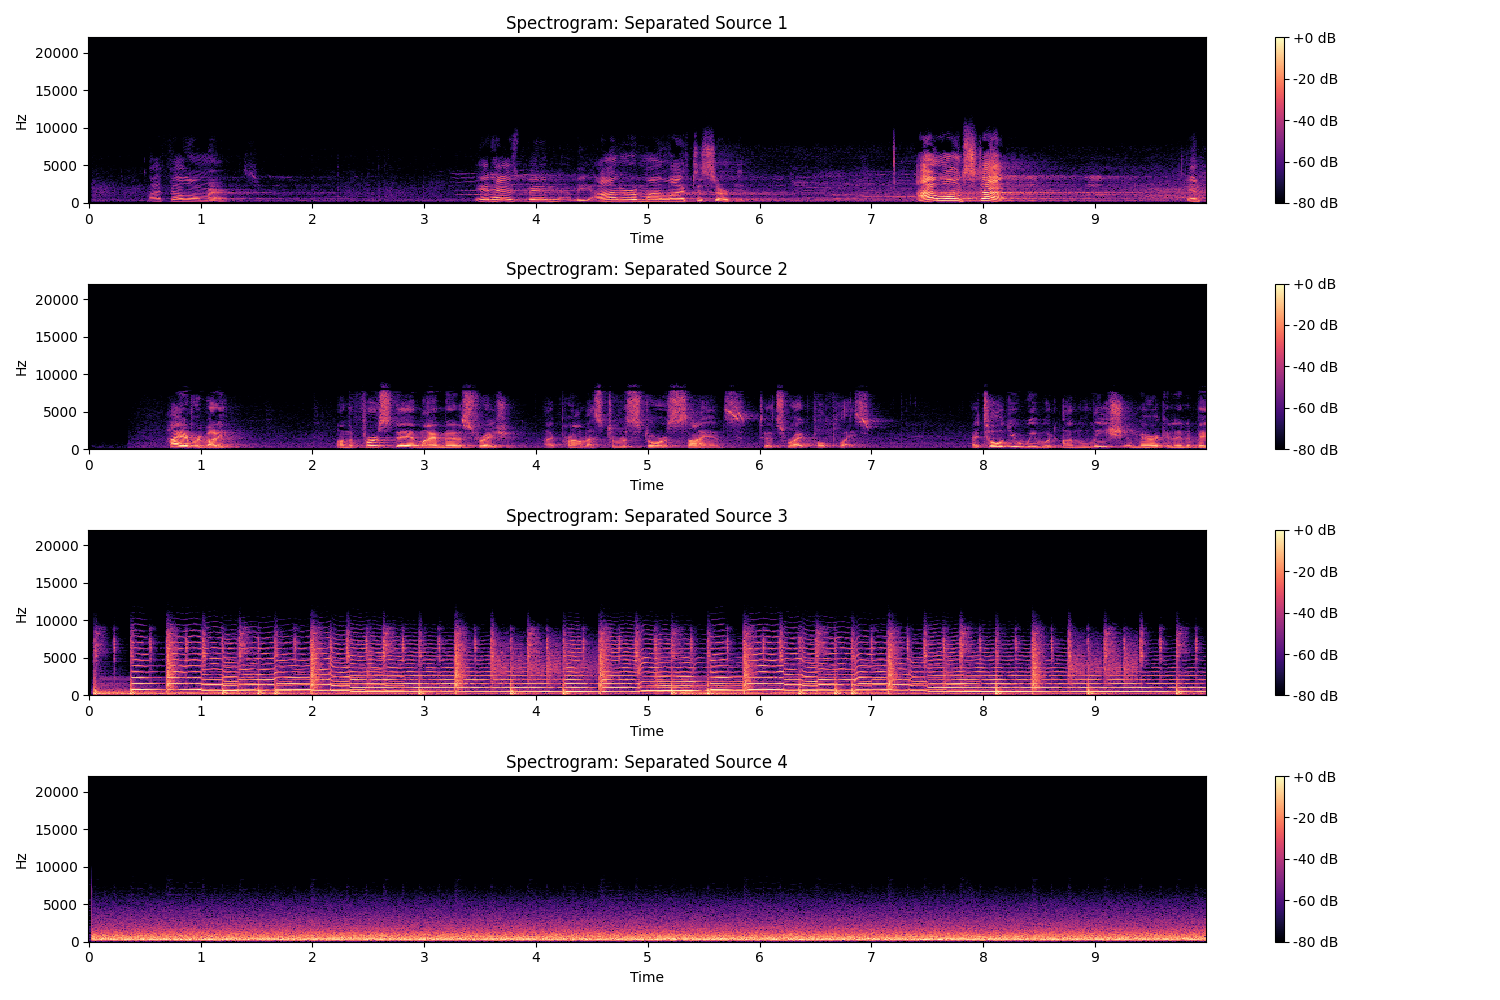 Spectrogram: Separated Source 1
20000
15000
10000
5000
0
Hz
0 1 2 3 4 5 6 7 8 9
Time
+0 dB
-20 dB
-40 dB
-60 dB
-80 dB
Spectrogram: Separated Source 2
20000
15000
10000
5000
0
Hz
0 1 2 3 4 5 6 7 8 9
Time
+0 dB
-20 dB
-40 dB
-60 dB
-80 dB
Spectrogram: Separated Source 3
20000
15000
10000
5000
0
Hz
0 1 2 3 4 5 6 7 8 9
Time
+0 dB
-20 dB
-40 dB
-60 dB
-80 dB
Spectrogram: Separated Source 4
20000
15000
10000
5000
0
Hz
0 1 2 3 4 5 6 7 8 9
Time
+0 dB
-20 dB
-40 dB
-60 dB
-80 dB